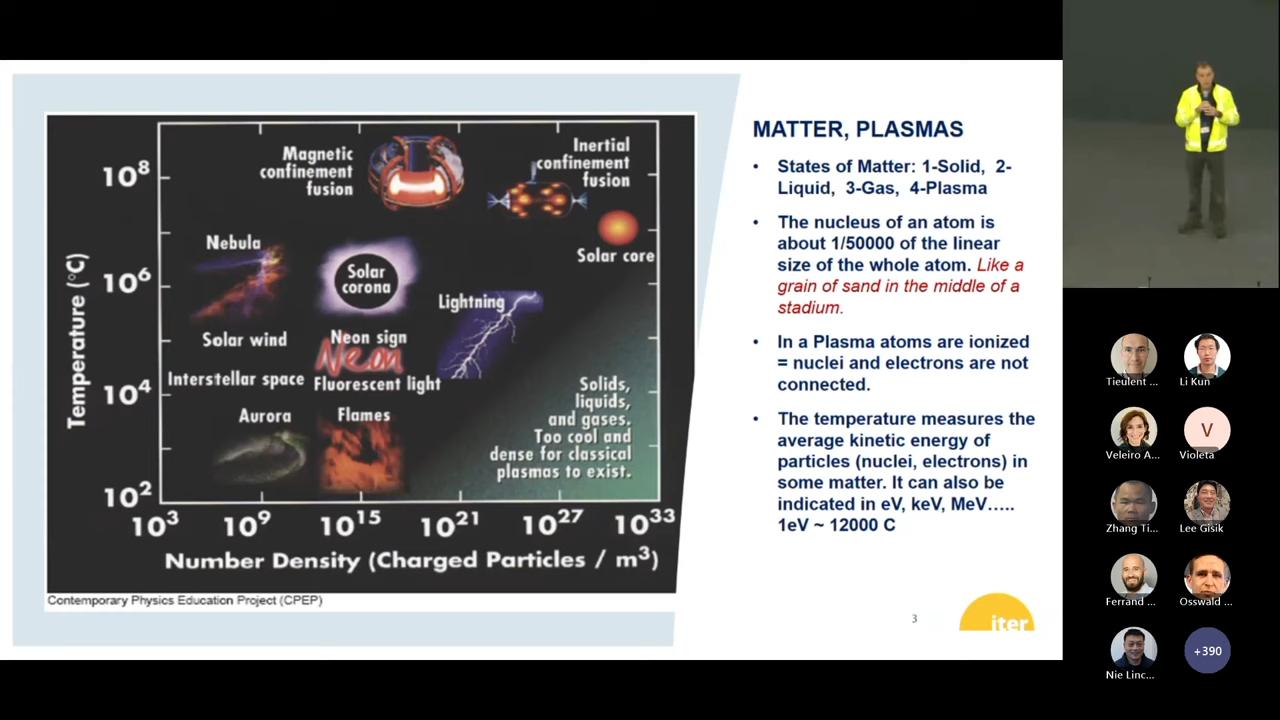 Magnetic
confinement
fusion
Inertial
confinement
fusion
Solar core
Nebula
Solar
corona
Lightning
Solar wind
Neon sign
Neon
Interstellar space
Fluorescent light
Aurora
Flames
Solids,
liquids,
and gases.
Too cool and
dense for classical
plasmas to exist.
Temperature (°C)
10⁸
10⁶
10⁴
10²
10³ 10⁹ 10¹⁵ 10²¹ 10²⁷ 10³³
Number Density (Charged Particles / m³)
Contemporary Physics Education Project (CPEP)
MATTER, PLASMAS
• States of Matter: 1-Solid, 2-
Liquid, 3-Gas, 4-Plasma
• The nucleus of an atom is
about 1/50000 of the linear
size of the whole atom. Like a
grain of sand in the middle of a
stadium.
• In a Plasma atoms are ionized
= nuclei and electrons are not
connected.
• The temperature measures the
average kinetic energy of
particles (nuclei, electrons) in
some matter. It can also be
indicated in eV, keV, MeV…..
1eV ~ 12000 C
3
iter
Tieulent ...
Li Kun
Veleiro A...
V
Violeta
Zhang Ti...
Lee Gisik
Ferrand ...
Osswald ...
Nie Linc...
+390